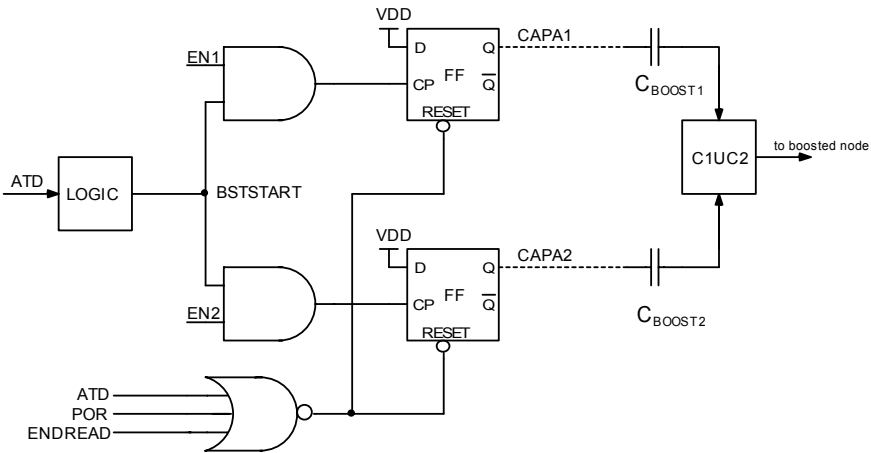 VDD
D Q
CAPA1
EN1
FF
CP Q
RESET
CBOOST1
ATD
LOGIC
BSTSTART
C1UC2
to boosted node
VDD
D Q
CAPA2
FF
CP Q
EN2
RESET
CBOOST2
ATD
POR
ENDREAD